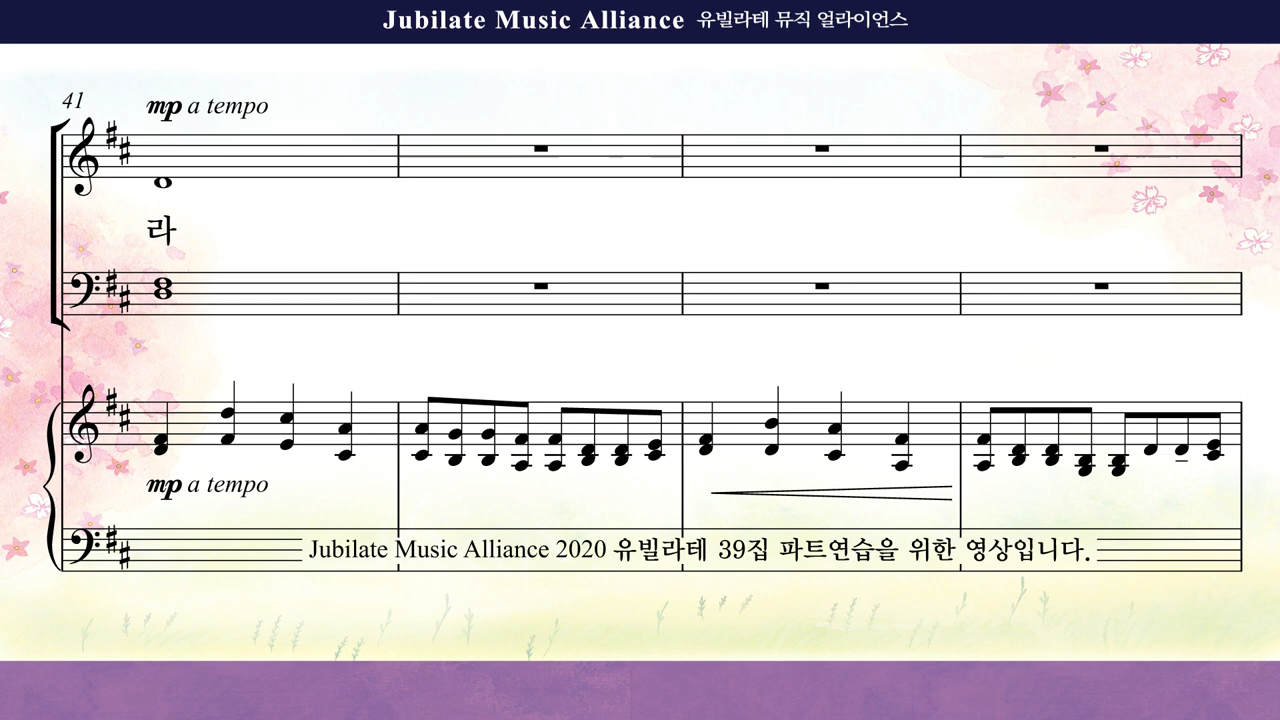 Jubilate Music Alliance 유빌라테 뮤직 얼라이언스
41
mp a tempo
라
mp a tempo
Jubilate Music Alliance 2020 유빌라테 39집 파트연습을 위한 영상입니다.